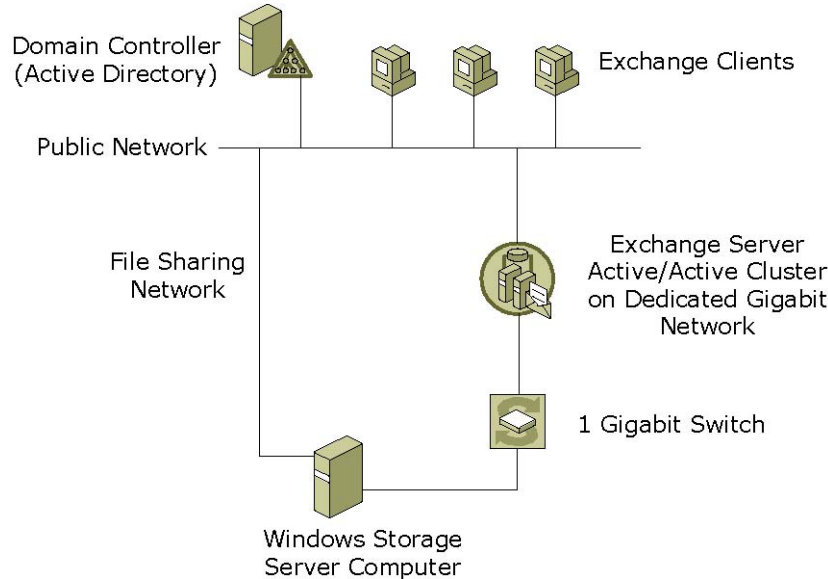 Domain Controller
(Active Directory)
Exchange Clients
Public Network
File Sharing
Network
Exchange Server
Active/Active Cluster
on Dedicated Gigabit
Network
1 Gigabit Switch
Windows Storage
Server Computer